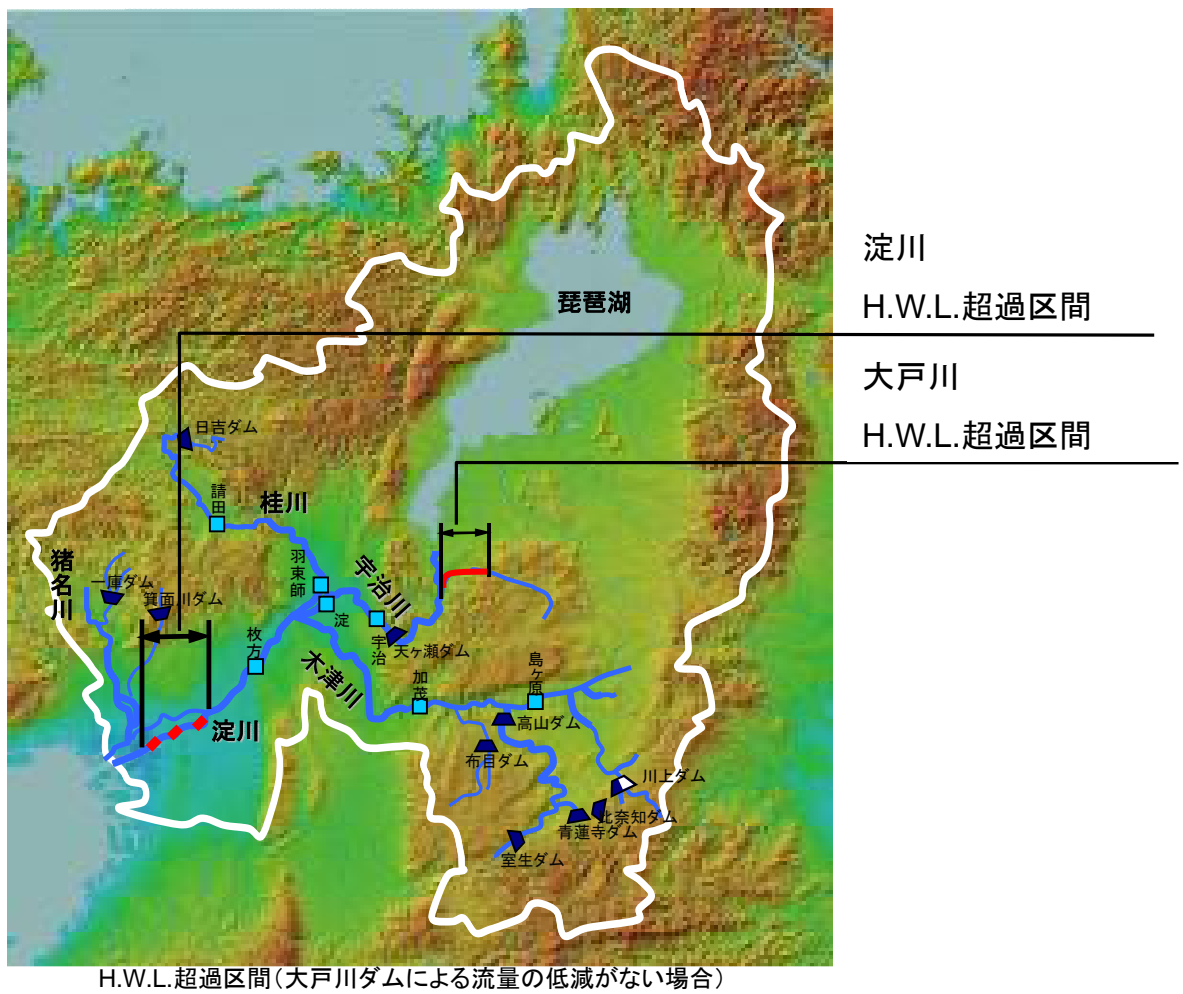 淀川
H.W.L.超過区間
大戸川
H.W.L.超過区間
琵琶湖
日吉ダム
請田
桂川
羽束師
淀
宇治川
宇治
天ヶ瀬ダム
猪名川
一庫ダム
箕面川ダム
枚方
木津川
加茂
島ヶ原
淀川
高山ダム
布目ダム
川上ダム
比奈知ダム
青蓮寺ダム
室生ダム
H.W.L.超過区間(大戸川ダムによる流量の低減がない場合)